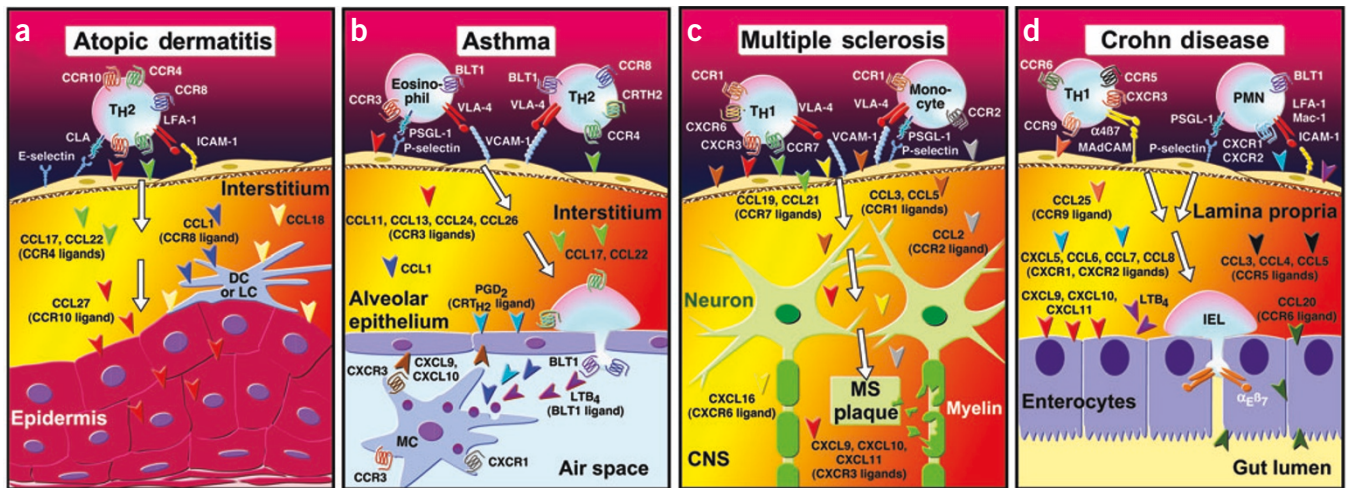 a
Atopic dermatitis
CCR10
CCR4
CCR8
TH2
LFA-1
CLA
ICAM-1
E-selectin
Interstitium
CCL17, CCL22
(CCR4 ligands)
CCL1
(CCR8 ligand)
CCL18
DC
or LC
CCL27
(CCR10 ligand)
Epidermis
b
Asthma
Eosino-
phil
BLT1
CCR3
VLA-4
PSGL-1
P-selectin
BLT1
VLA-4
TH2
CCR8
CRTH2
CCR4
VCAM-1
CCL11, CCL13, CCL24, CCL26
(CCR3 ligands)
Interstitium
CCL17, CCL22
CCL1
PGD2
(CRTH2 ligand)
Alveolar
epithelium
CXCR3
CXCL9,
CXCL10
BLT1
LTB4
(BLT1 ligand)
MC
CCR3
CXCR1
Air space
c
Multiple sclerosis
CCR1
TH1
VLA-4
CXCR6
CXCR3
CCR7
VCAM-1
CCR1
VLA-4
Mono-
cyte
CCR2
PSGL-1
P-selectin
CCL19, CCL21
(CCR7 ligands)
CCL3, CCL5
(CCR1 ligands)
CCL2
(CCR2 ligand)
Neuron
MS
plaque
CXCL16
(CXCR6 ligand)
Myelin
CXCL9, CXCL10,
CXCL11
(CXCR3 ligands)
CNS
d
Crohn disease
CCR6
TH1
CCR5
CXCR3
CCR9
α4β7
MAdCAM
PMN
BLT1
LFA-1
Mac-1
PSGL-1
ICAM-1
P-selectin
CXCR1
CXCR2
CCL25
(CCR9 ligand)
Lamina propria
CXCL5, CCL6, CCL7, CCL8
(CXCR1, CXCR2 ligands)
CCL3, CCL4, CCL5
(CCR5 ligands)
CXCL9, CXCL10,
CXCL11
LTB4
IEL
CCL20
(CCR6 ligand)
Enterocytes
αEβ7
Gut lumen